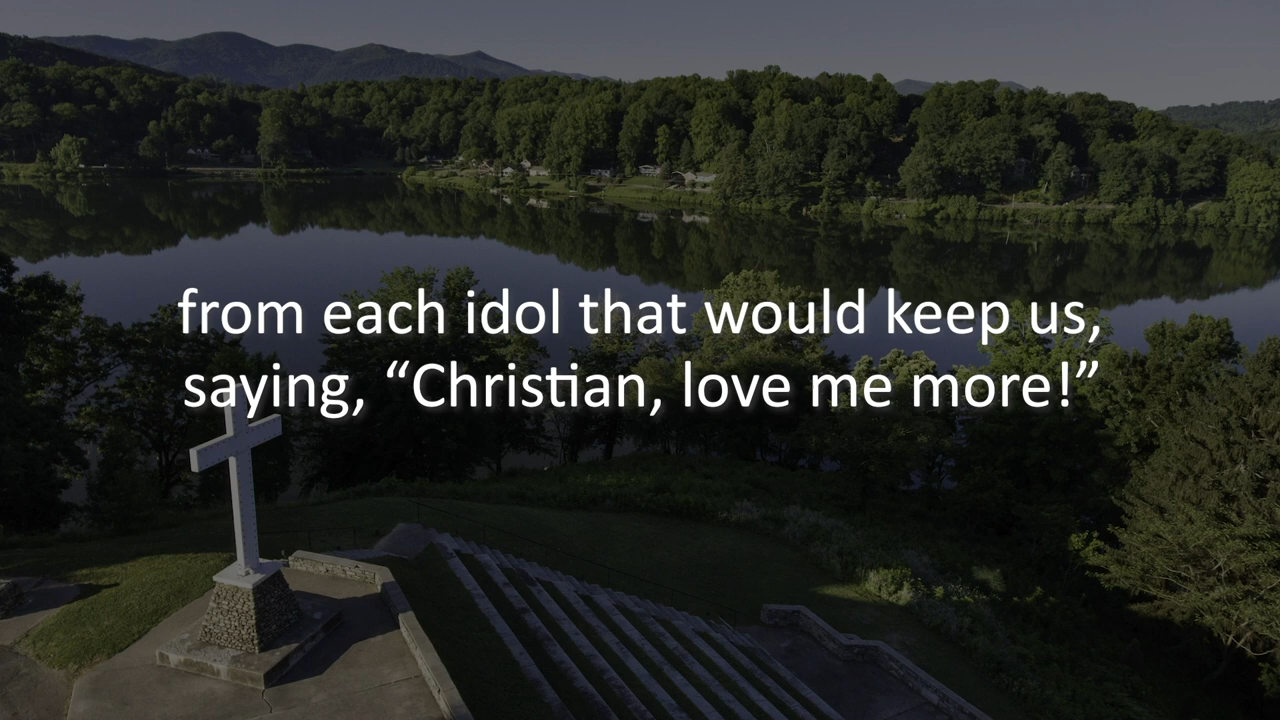 from each idol that would keep us,
saying, “Christian, love me more!”